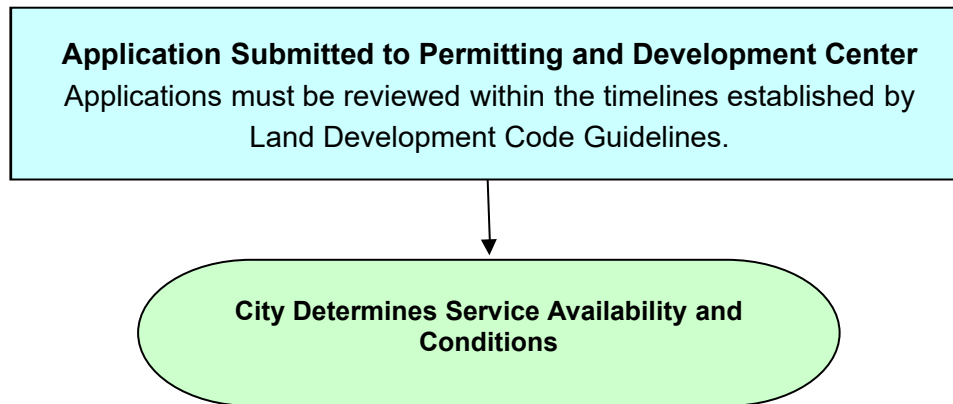 Application Submitted to Permitting and Development Center
Applications must be reviewed within the timelines established by
Land Development Code Guidelines.
City Determines Service Availability and
Conditions